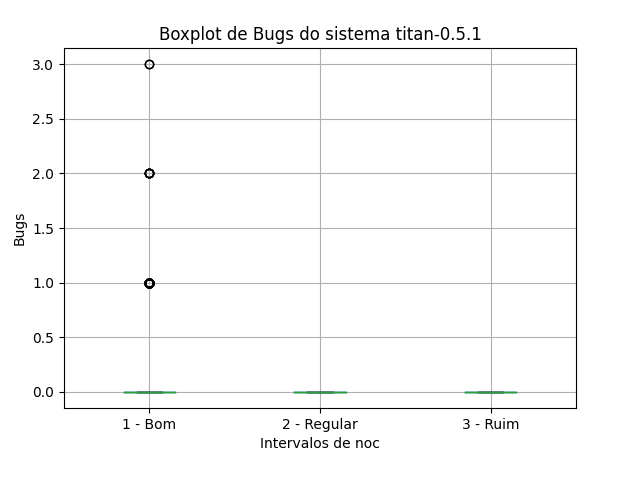 Boxplot de Bugs do sistema titan-0.5.1
3.0
2.5
2.0
1.5
1.0
0.5
0.0
Bugs
1 - Bom
2 - Regular
3 - Ruim
Intervalos de noc